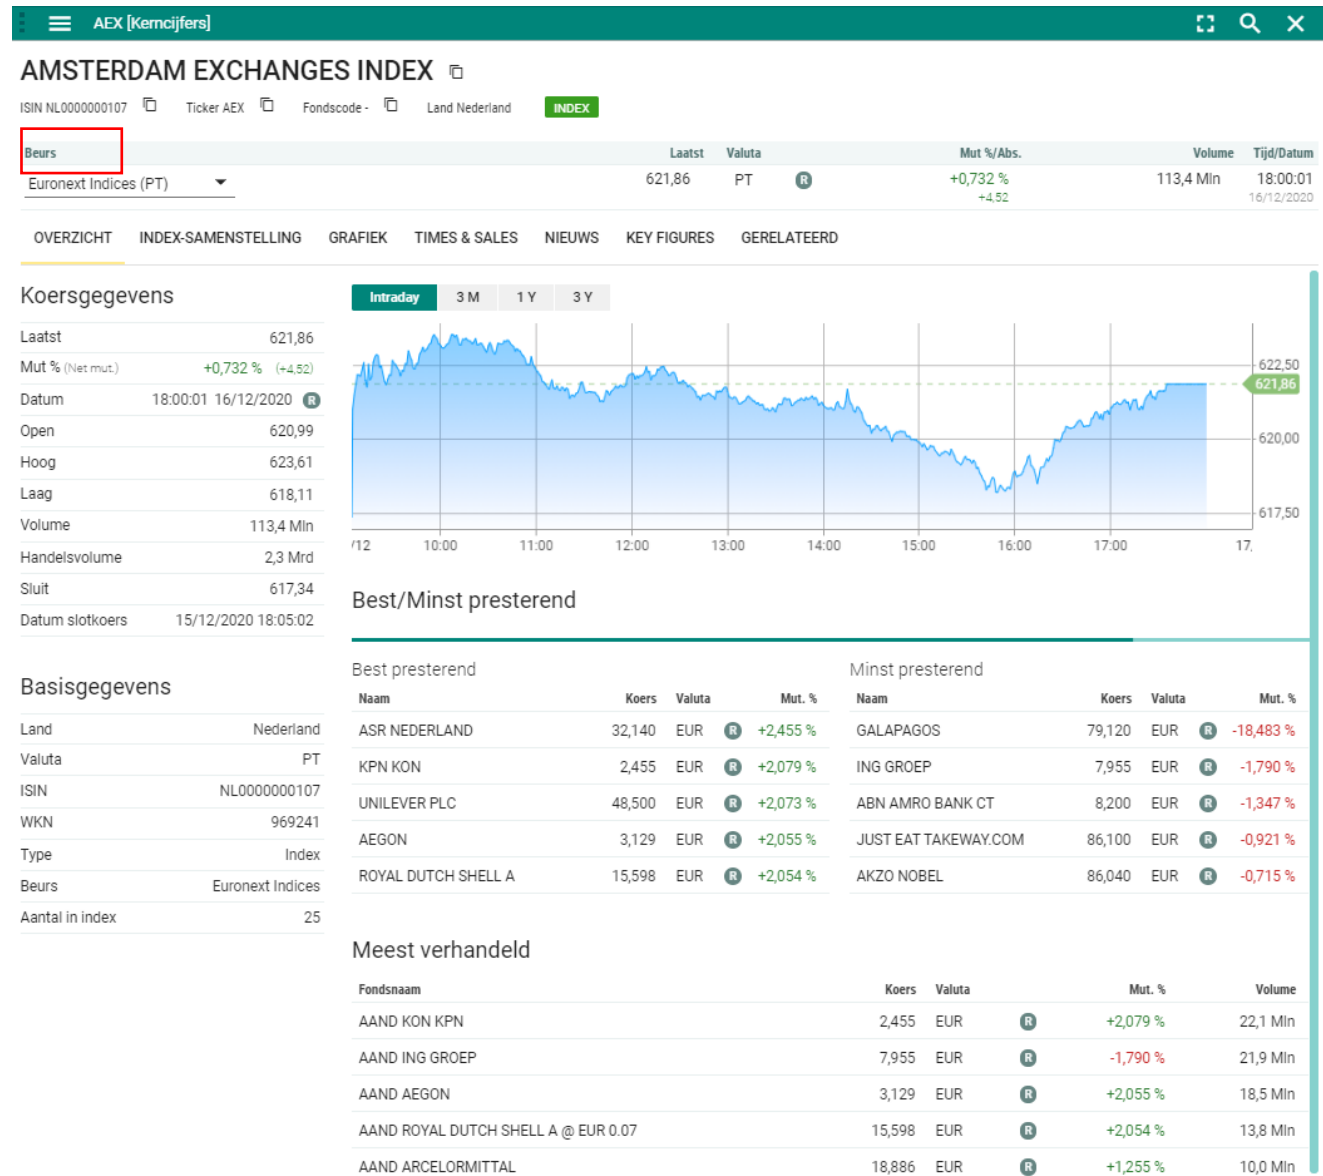 AEX [Kerncijfers]
AMSTERDAM EXCHANGES INDEX
ISIN NL0000000107 Ticker AEX Fondscode - Land Nederland INDEX
Beurs Laatst Valuta Mut %/Abs. Volume Tijd/Datum
Euronext Indices (PT) 621,86 PT R +0,732 % 113,4 Mln 18:00:01
+4,52 16/12/2020
OVERZICHT INDEX-SAMENSTELLING GRAFIEK TIMES & SALES NIEUWS KEY FIGURES GERELATEERD
Koersgegevens
Laatst 621,86
Mut % (Net mut.) +0,732 % (+4,52)
Datum 18:00:01 16/12/2020 R
Open 620,99
Hoog 623,61
Laag 618,11
Volume 113,4 Mln
Handelsvolume 2,3 Mrd
Sluit 617,34
Datum slotkoers 15/12/2020 18:05:02
Basisgegevens
Land Nederland
Valuta PT
ISIN NL0000000107
WKN 969241
Type Index
Beurs Euronext Indices
Aantal in index 25
Intraday 3 M 1 Y 3 Y
622,50
621,86
620,00
617,50
/12 10:00 11:00 12:00 13:00 14:00 15:00 16:00 17:00 17,
Best/Minst presterend
Best presterend
Naam Koers Valuta Mut. %
ASR NEDERLAND 32,140 EUR R +2,455 %
KPN KON 2,455 EUR R +2,079 %
UNILEVER PLC 48,500 EUR R +2,073 %
AEGON 3,129 EUR R +2,055 %
ROYAL DUTCH SHELL A 15,598 EUR R +2,054 %
Minst presterend
Naam Koers Valuta Mut. %
GALAPAGOS 79,120 EUR R -18,483 %
ING GROEP 7,955 EUR R -1,790 %
ABN AMRO BANK CT 8,200 EUR R -1,347 %
JUST EAT TAKEWAY.COM 86,100 EUR R -0,921 %
AKZO NOBEL 86,040 EUR R -0,715 %
Meest verhandeld
Fondsnaam Koers Valuta Mut. % Volume
AAND KON KPN 2,455 EUR R +2,079 % 22,1 Mln
AAND ING GROEP 7,955 EUR R -1,790 % 21,9 Mln
AAND AEGON 3,129 EUR R +2,055 % 18,5 Mln
AAND ROYAL DUTCH SHELL A @ EUR 0.07 15,598 EUR R +2,054 % 13,8 Mln
AAND ARCELORMITTAL 18,886 EUR R +1,255 % 10,0 Mln